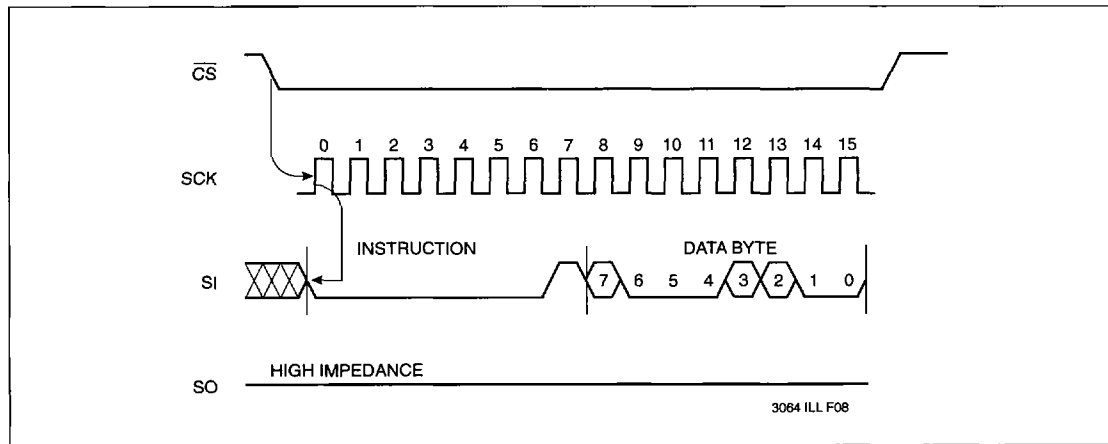 C̅S̅
0 1 2 3 4 5 6 7 8 9 10 11 12 13 14 15
SCK
INSTRUCTION
DATA BYTE
SI
7 6 5 4 3 2 1 0
HIGH IMPEDANCE
SO
3064 ILL F08